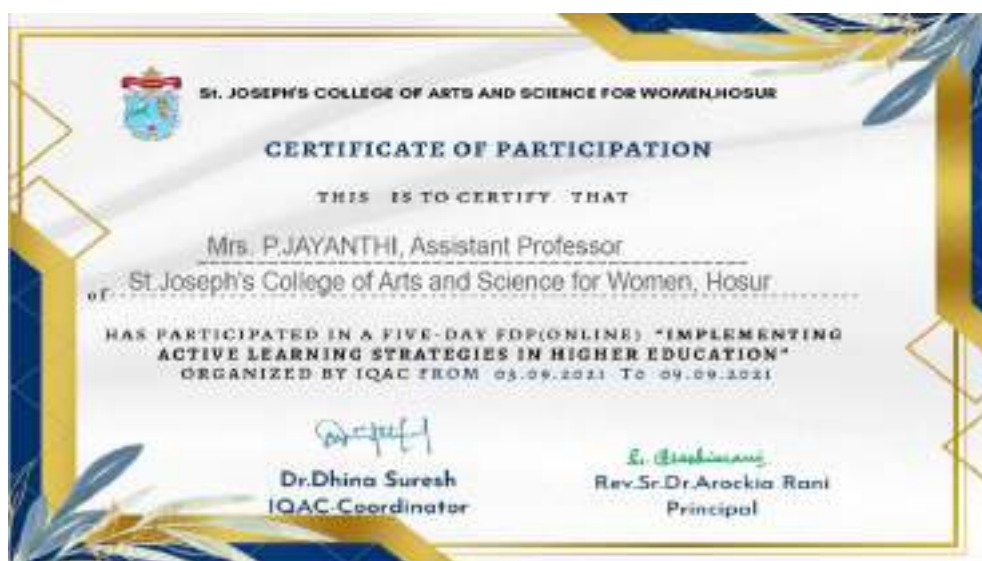 St. JOSEPH'S COLLEGE OF ARTS AND SCIENCE FOR WOMEN,HOSUR
CERTIFICATE OF PARTICIPATION
THIS IS TO CERTIFY THAT
Mrs. P.JAYANTHI, Assistant Professor
of St.Joseph's College of Arts and Science for Women, Hosur
HAS PARTICIPATED IN A FIVE-DAY FDP(ONLINE) "IMPLEMENTING
ACTIVE LEARNING STRATEGIES IN HIGHER EDUCATION"
ORGANIZED BY IQAC FROM .09.2021 To 09.09.2021
Dr.Dhina Suresh
IQAC-Coordinator
Rev.Sr.Dr.Arockia Rani
Principal